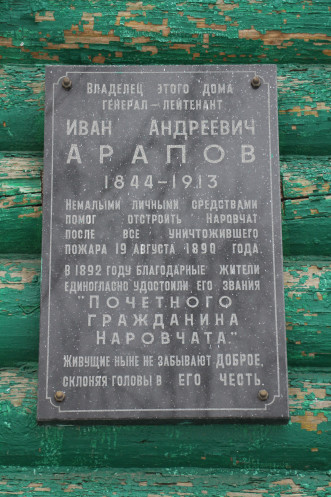 Владелец этого дома
генерал-лейтенант
Иван Андреевич
Арапов
1844-1913
Немалыми личными средствами
помог отстроить Наровчат
после все уничтожившего
пожара 19 августа 1890 года.
В 1892 году благодарные жители
единогласно удостоили его звания
"Почетного
гражданина
Наровчата."
Живущие ныне не забывают доброе,
склоняя головы в его честь.